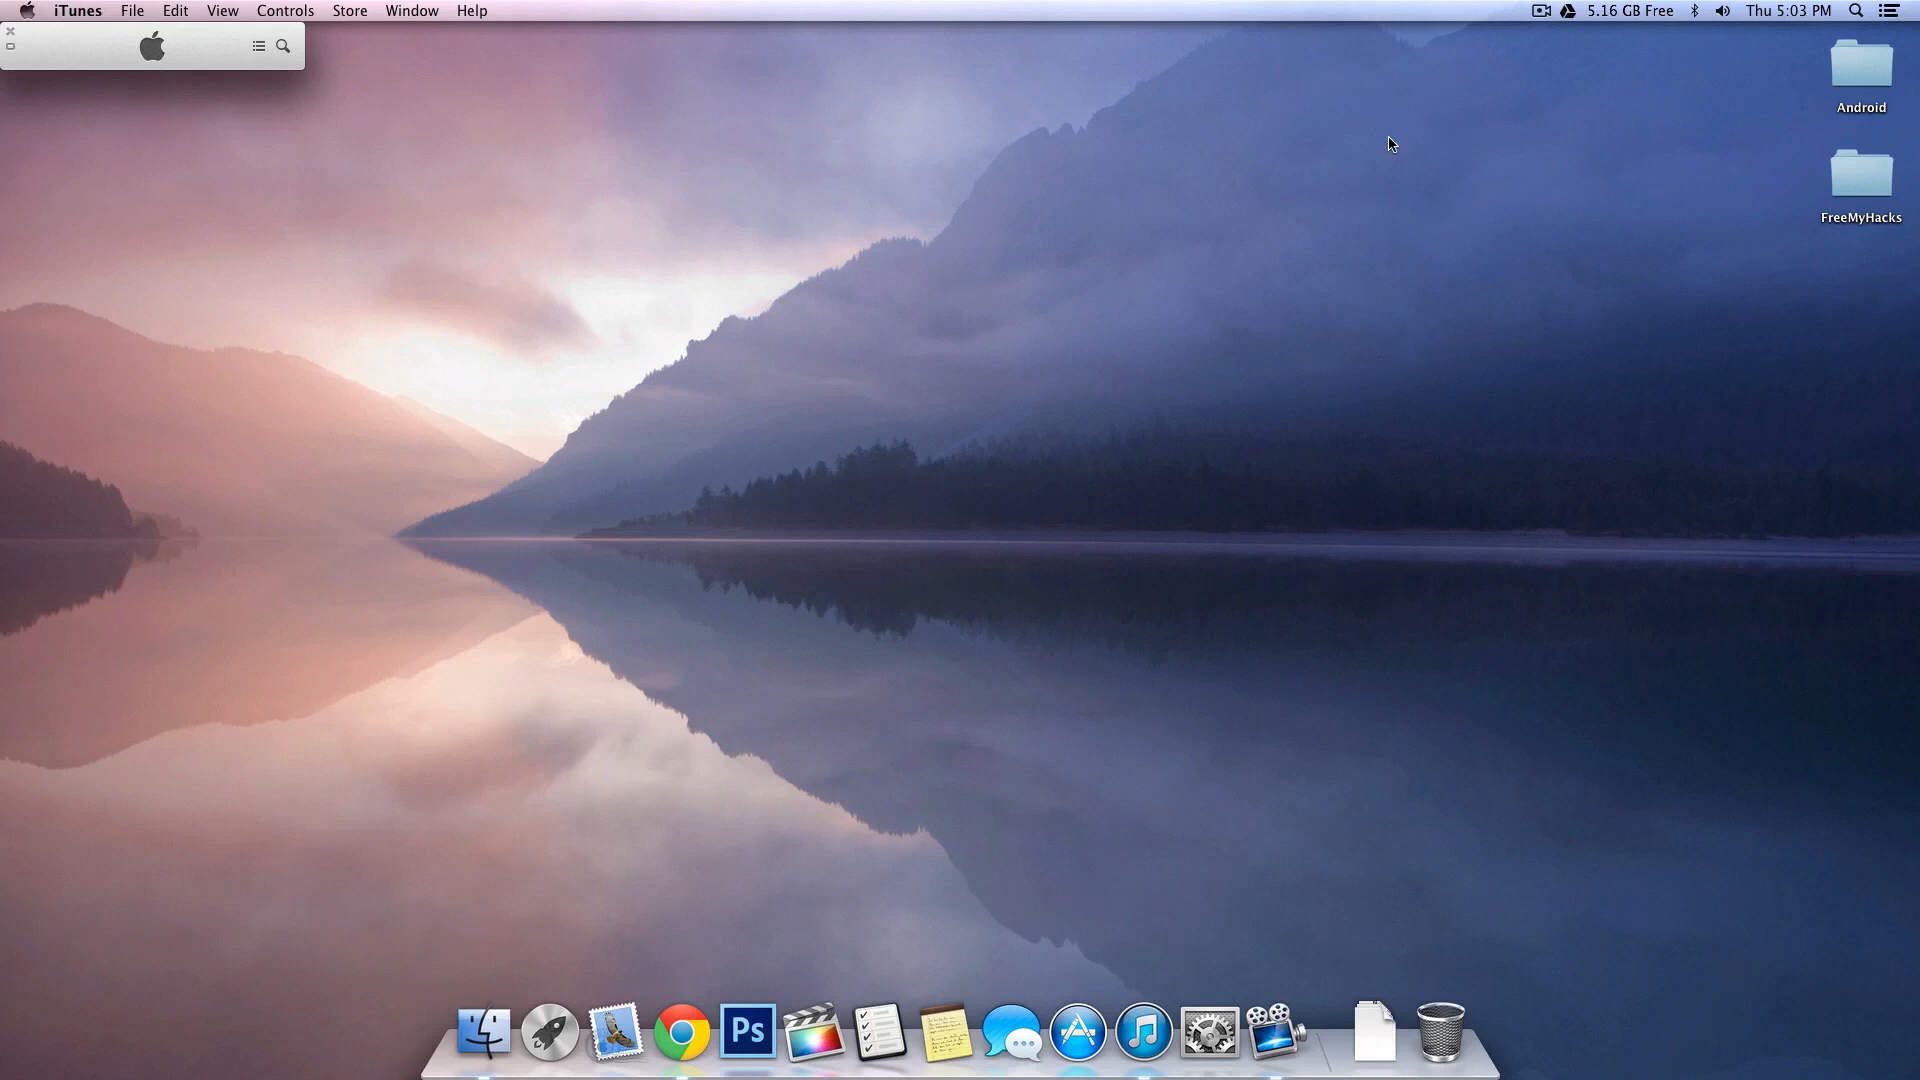 iTunes File Edit View Controls Store Window Help
5.16 GB Free Thu 5:03 PM
Android
FreeMyHacks
Ps